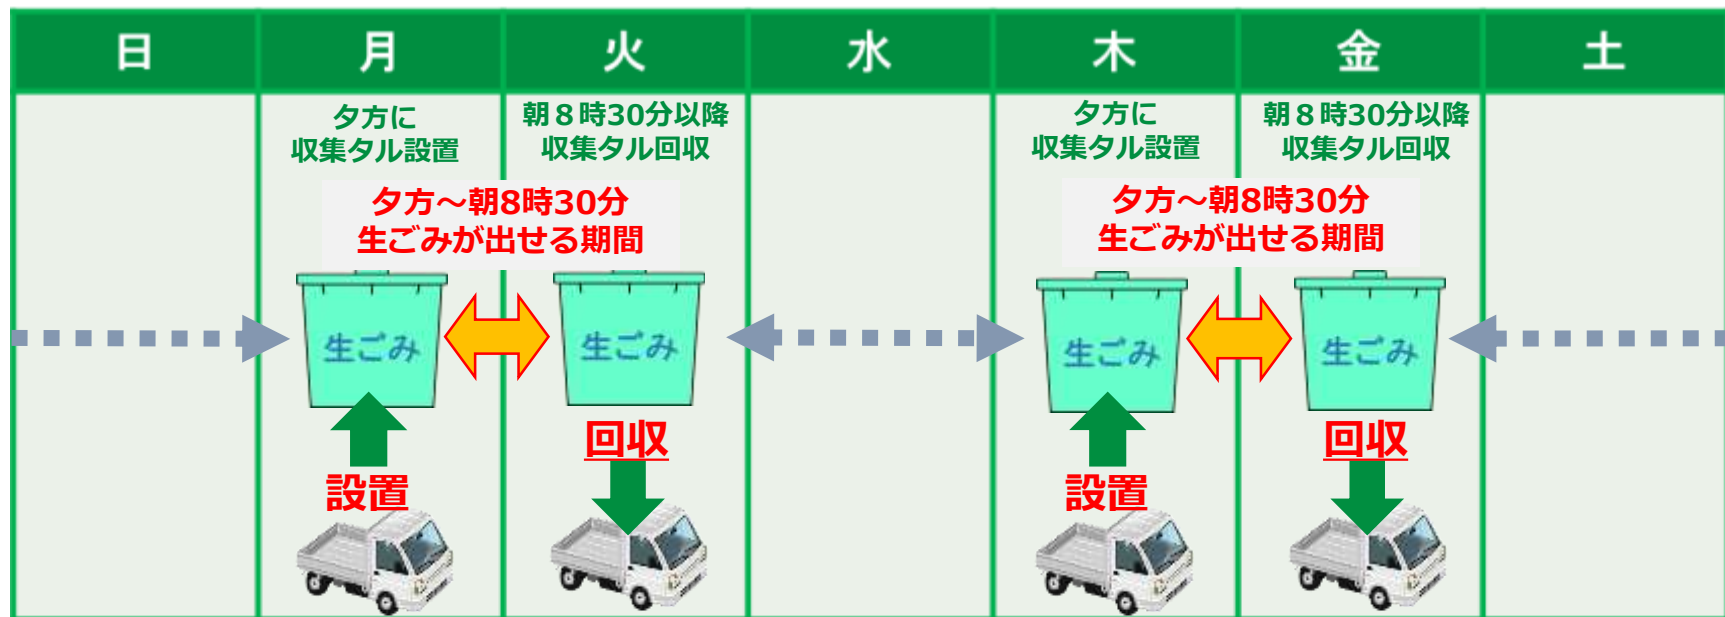 日 月 火 水 木 金 土
夕方に
収集タル設置
朝８時30分以降
収集タル回収
夕方に
収集タル設置
朝８時30分以降
収集タル回収
夕方～朝8時30分
生ごみが出せる期間
夕方～朝8時30分
生ごみが出せる期間
生ごみ
生ごみ
生ごみ
生ごみ
設置
回収
設置
回収